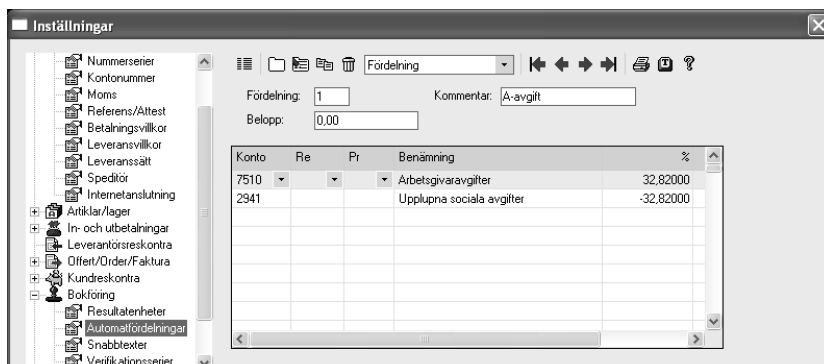 Inställningar
Nummerserier
Kontonummer
Moms
Referens/Attest
Betalningsvillkor
Leveransvillkor
Leveranssätt
Speditör
Internetanslutning
Artiklar/lager
In- och utbetalningar
Leverantörsreskontra
Offert/Order/Faktura
Kundreskontra
Bokföring
Resultatenheter
Automatfördelningar
Snabbtexter
Verifikationsserier
Fördelning
Fördelning: 1 Kommentar: A-avgift
Belopp: 0,00
Konto Re Pr Benämning %
7510 Arbetsgivaravgifter 32,82000
2941 Upplupna sociala avgifter -32,82000